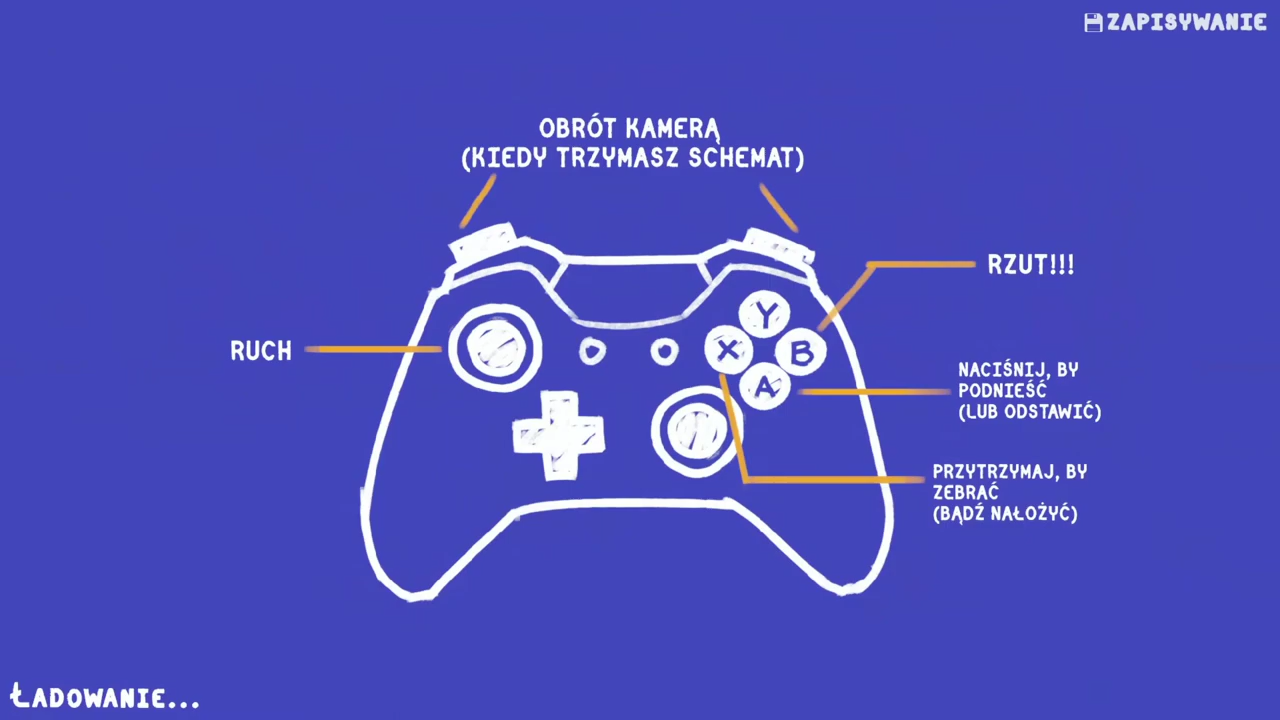 ZAPISYWANIE
OBRÓT KAMERĄ
(KIEDY TRZYMASZ SCHEMAT)
RZUT!!!
RUCH
Y
X
B
A
NACIŚNIJ, BY
PODNIEŚĆ
(LUB ODSTAWIĆ)
PRZYTRZYMAJ, BY
ZEBRAĆ
(BĄDŹ NAŁOŻYĆ)
ŁADOWANIE...